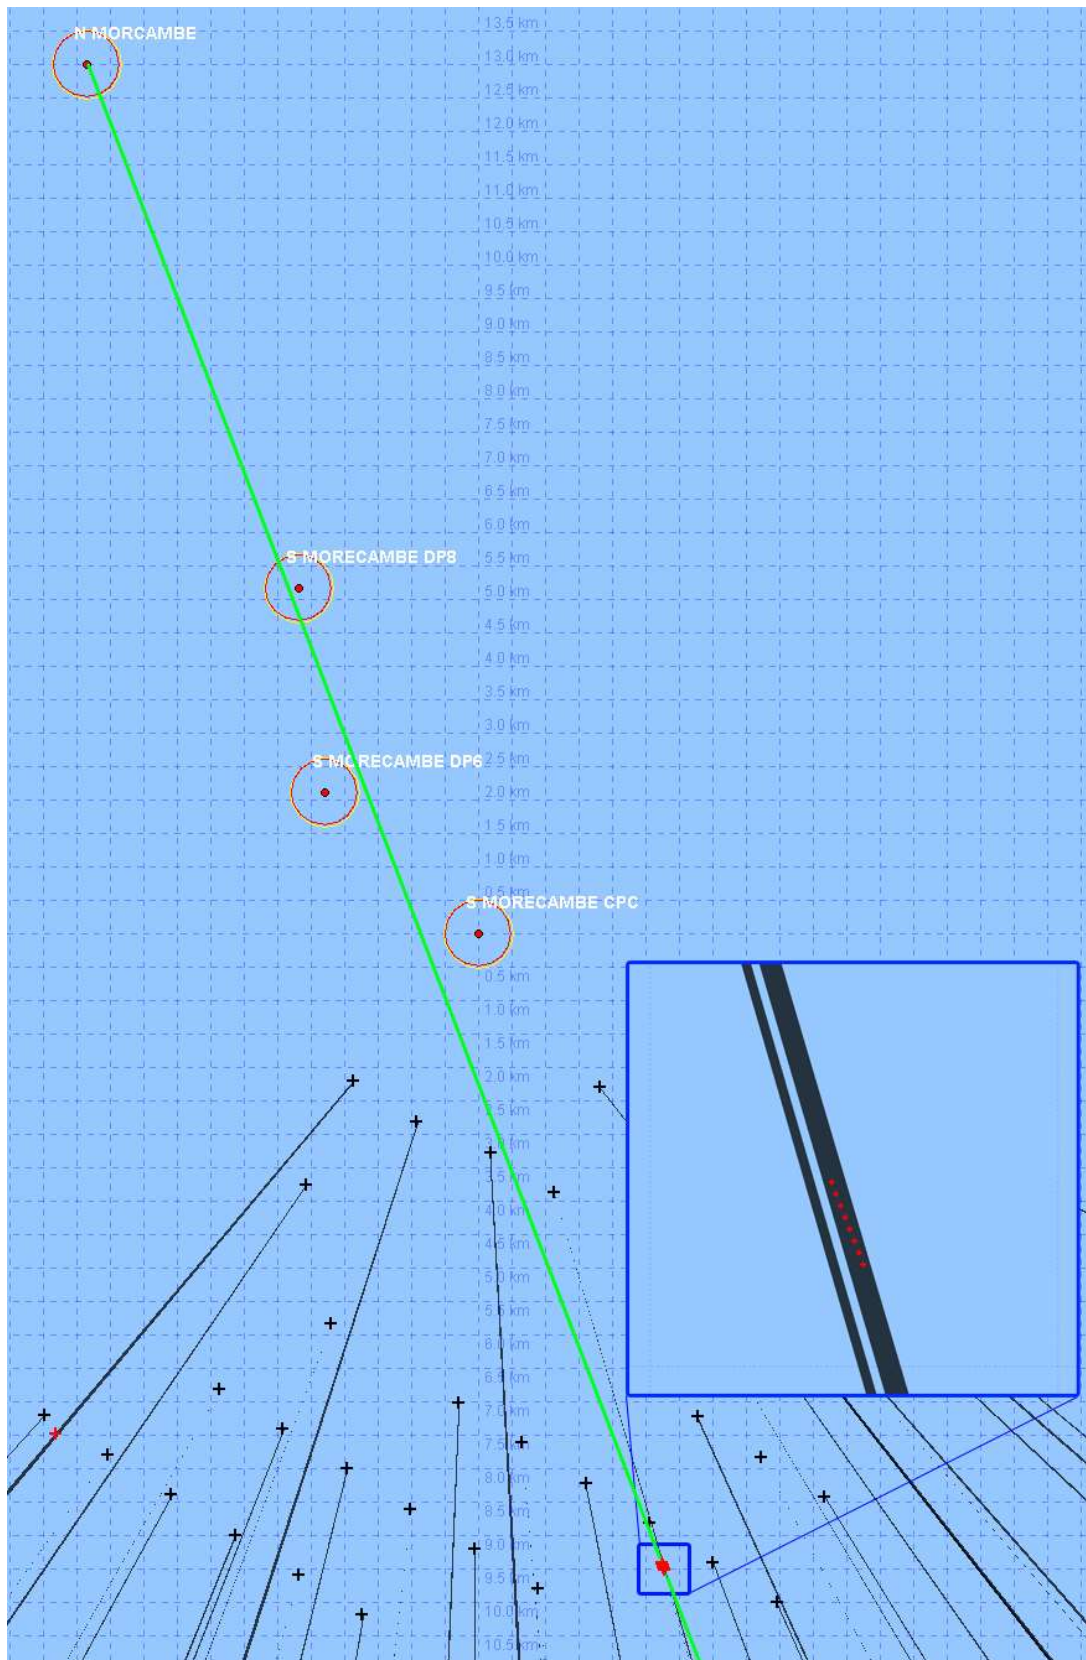 13.5 km
N MORCAMBE
13.0 km
12.5 km
12.0 km
11.5 km
11.0 km
10.5 km
10.0 km
9.5 km
9.0 km
8.5 km
8.0 km
7.5 km
7.0 km
6.5 km
6.0 km
S MORECAMBE DP8
5.5 km
5.0 km
4.5 km
4.0 km
3.5 km
3.0 km
S MORECAMBE DP6
2.5 km
2.0 km
1.5 km
1.0 km
0.5 km
S MORECAMBE CPC
0.5 km
1.0 km
1.5 km
2.0 km
2.5 km
3.0 km
3.5 km
4.0 km
4.5 km
5.0 km
5.5 km
6.0 km
6.5 km
7.0 km
7.5 km
8.0 km
8.5 km
9.0 km
9.5 km
10.0 km
10.5 km